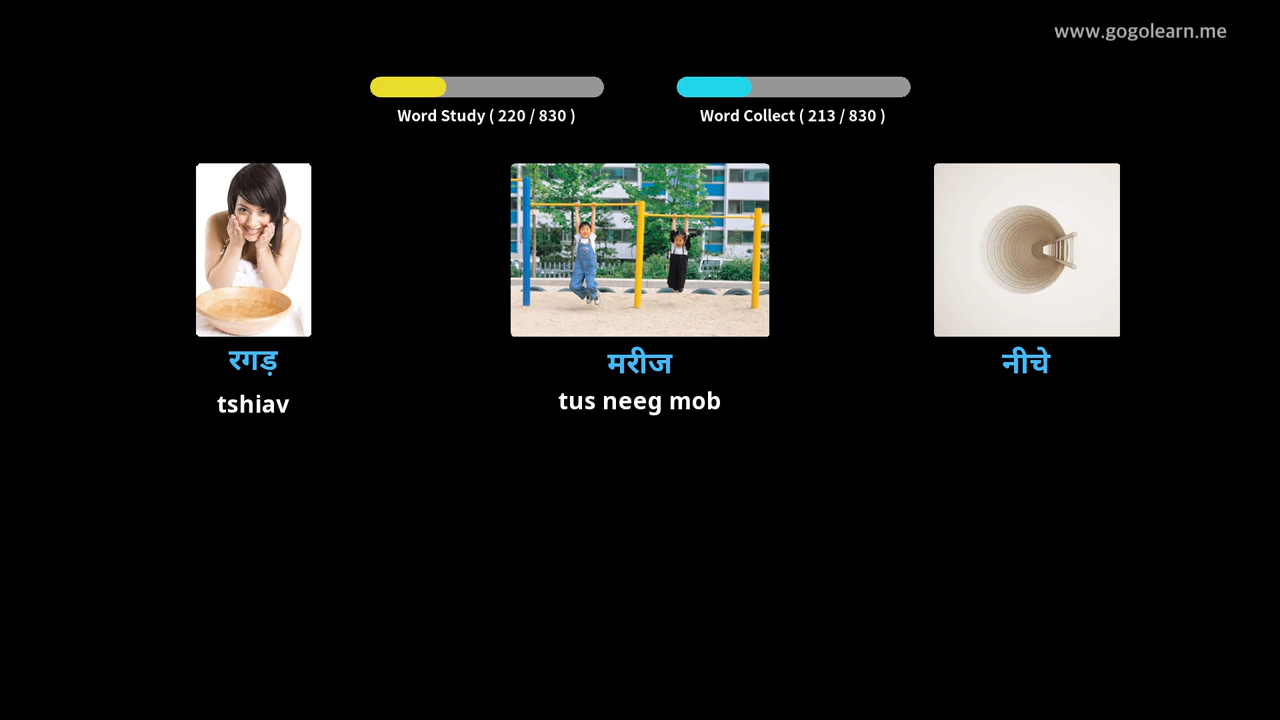 www.gogolearn.me
Word Study ( 220 / 830 )
Word Collect ( 213 / 830 )
रगड़
मरीज
नीचे
tshiav
tus neeg mob